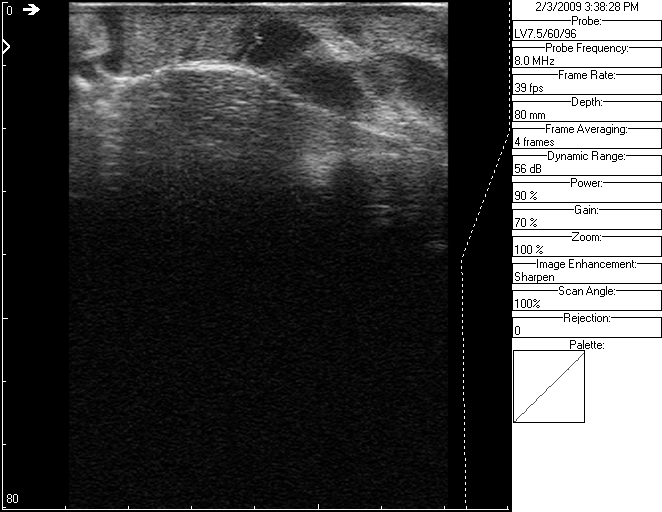 0
80
2/3/2009 3:38:28 PM
Probe:
LV7.5/60/96
Probe Frequency:
8.0 MHz
Frame Rate:
39 fps
Depth:
80 mm
Frame Averaging:
4 frames
Dynamic Range:
56 dB
Power:
90 %
Gain:
70 %
Zoom:
100 %
Image Enhancement:
Sharpen
Scan Angle:
100%
Rejection:
0
Palette: